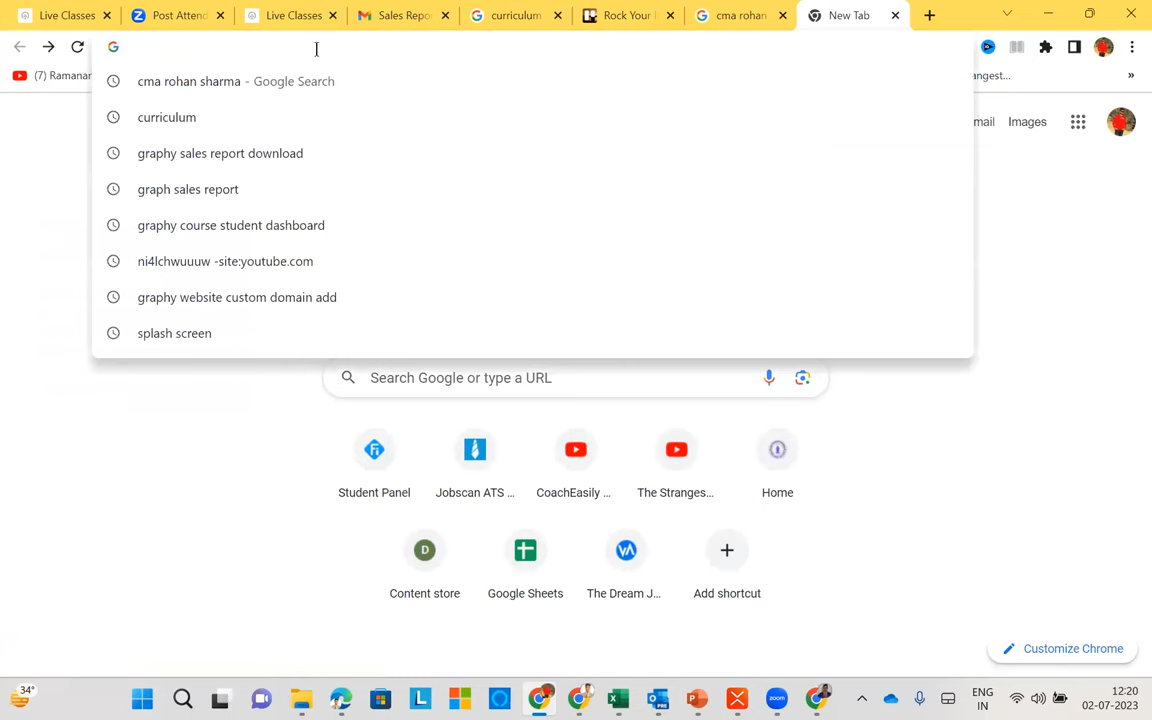 Live Classes
Post Attend
Live Classes
Sales Repo
curriculum
Rock Your
cma rohan
New Tab
(7) Ramanar
cma rohan sharma - Google Search
curriculum
graphy sales report download
graph sales report
graphy course student dashboard
ni4lchwuuuw -site:youtube.com
graphy website custom domain add
splash screen
angest...
»
mail
Images
Search Google or type a URL
Student Panel
Jobscan ATS ...
CoachEasily ...
The Stranges...
Home
D
Content store
Google Sheets
The Dream J...
Add shortcut
Customize Chrome
34°
L
zoom
ENG
IN
12:20
02-07-2023